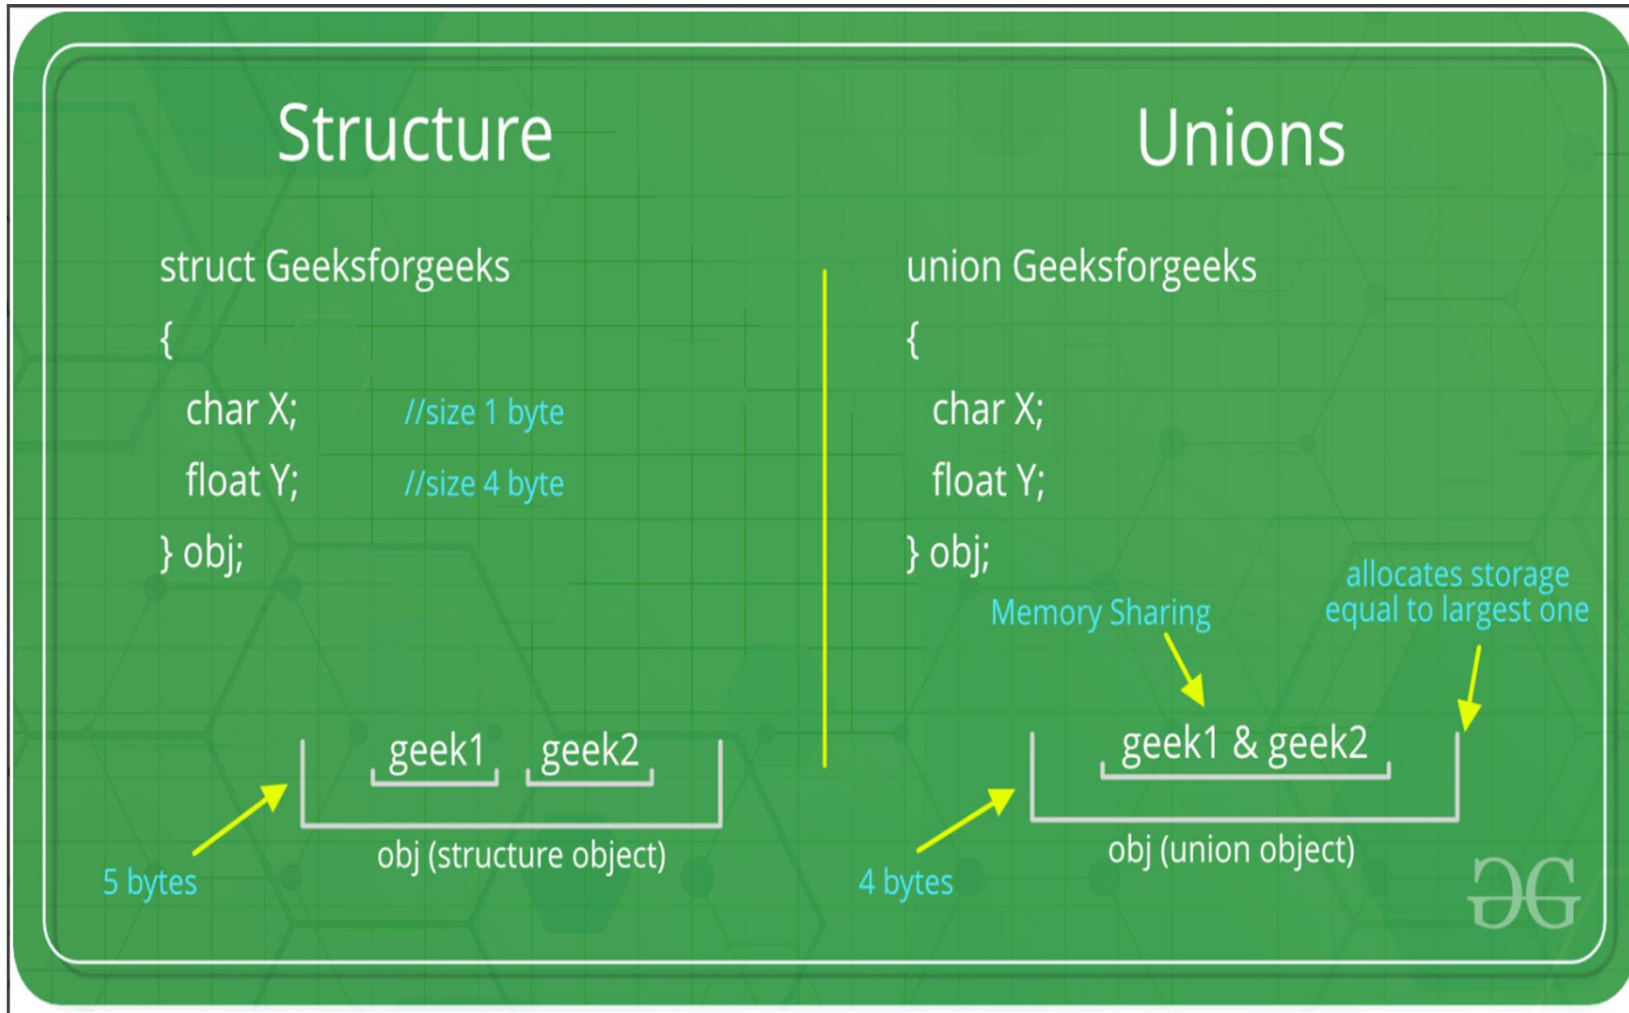 Structure
struct Geeksforgeeks
{
char X; //size 1 byte
float Y; //size 4 byte
} obj;
geek1 geek2
obj (structure object)
5 bytes
Unions
union Geeksforgeeks
{
char X;
float Y;
} obj;
Memory Sharing
allocates storage
equal to largest one
geek1 & geek2
obj (union object)
4 bytes